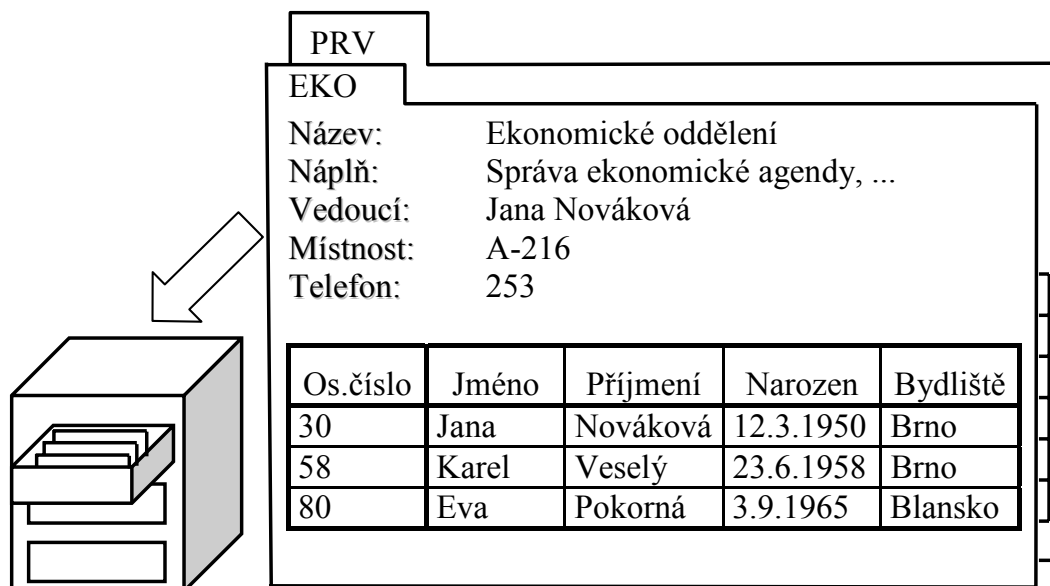 PRV
EKO
Název: Ekonomické oddělení
Náplň: Správa ekonomické agendy, ...
Vedoucí: Jana Nováková
Místnost: A-216
Telefon: 253
Os.číslo Jméno Příjmení Narozen Bydliště
30 Jana Nováková 12.3.1950 Brno
58 Karel Veselý 23.6.1958 Brno
80 Eva Pokorná 3.9.1965 Blansko